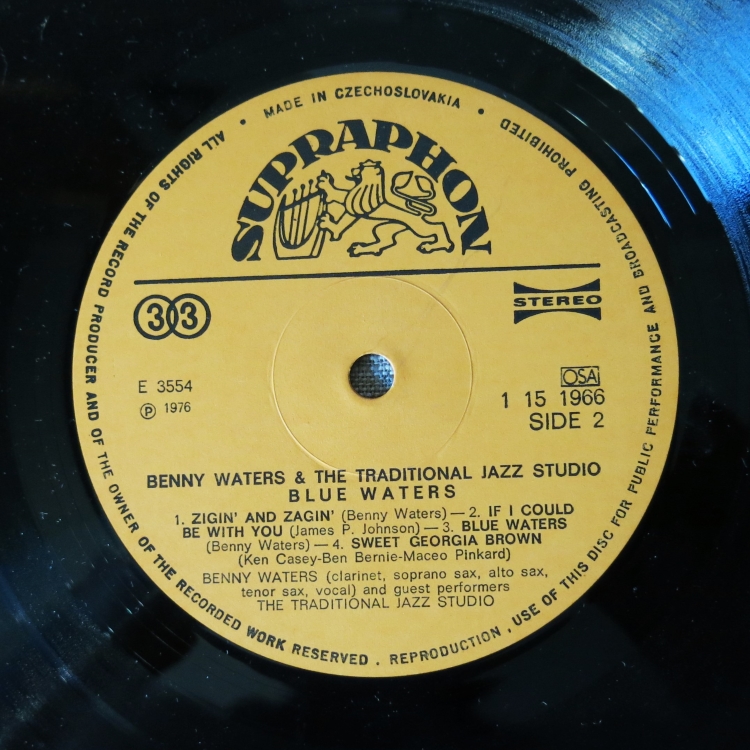 MADE IN CZECHOSLOVAKIA
SUPRAPHON
33
STEREO
E 3554
Ⓟ 1976
OSA
1 15 1966
SIDE 2
BENNY WATERS & THE TRADITIONAL JAZZ STUDIO
BLUE WATERS
1. ZIGIN' AND ZAGIN' (Benny Waters) — 2. IF I COULD
BE WITH YOU (James P. Johnson) — 3. BLUE WATERS
(Benny Waters) — 4. SWEET GEORGIA BROWN
(Ken Casey-Ben Bernie-Maceo Pinkard)
BENNY WATERS (clarinet, soprano sax, alto sax,
tenor sax, vocal) and guest performers
THE TRADITIONAL JAZZ STUDIO
ALL RIGHTS OF THE RECORD PRODUCER AND OF THE OWNER OF THE RECORDED WORK RESERVED . REPRODUCTION , USE OF THIS DISC FOR PUBLIC PERFORMANCE AND BROADCASTING PROHIBITED